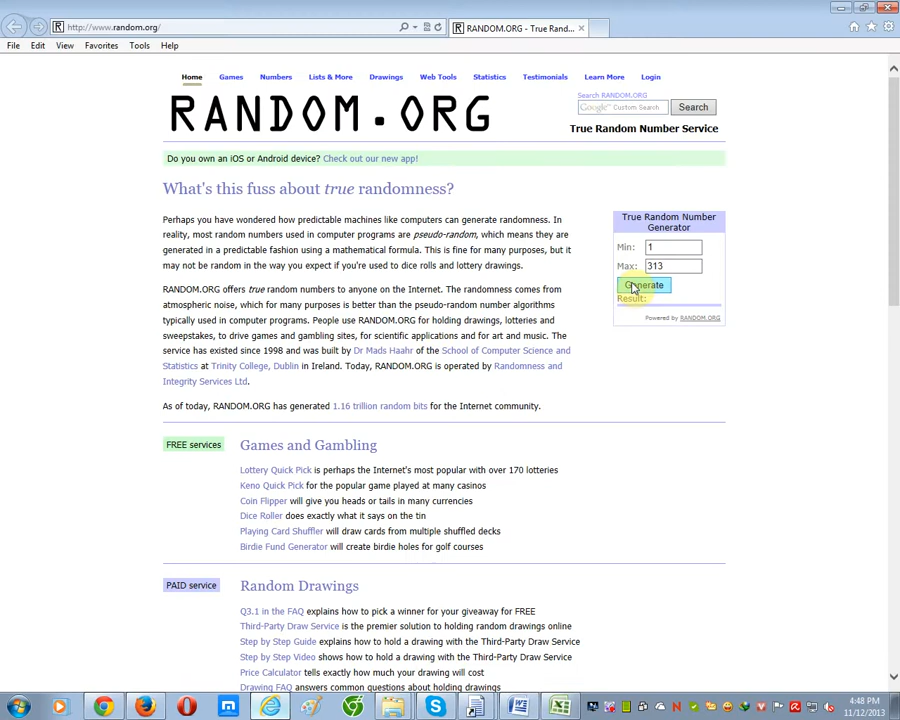 http://www.random.org/
RANDOM.ORG - True Rand...
File Edit View Favorites Tools Help
Home Games Numbers Lists & More Drawings Web Tools Statistics Testimonials Learn More Login
Search RANDOM.ORG
RANDOM.ORG
Google™ Custom Search
Search
True Random Number Service
Do you own an iOS or Android device? Check out our new app!
What's this fuss about true randomness?
Perhaps you have wondered how predictable machines like computers can generate randomness. In
reality, most random numbers used in computer programs are pseudo-random, which means they are
generated in a predictable fashion using a mathematical formula. This is fine for many purposes, but it
may not be random in the way you expect if you're used to dice rolls and lottery drawings.
RANDOM.ORG offers true random numbers to anyone on the Internet. The randomness comes from
atmospheric noise, which for many purposes is better than the pseudo-random number algorithms
typically used in computer programs. People use RANDOM.ORG for holding drawings, lotteries and
sweepstakes, to drive games and gambling sites, for scientific applications and for art and music. The
service has existed since 1998 and was built by Dr Mads Haahr of the School of Computer Science and
Statistics at Trinity College, Dublin in Ireland. Today, RANDOM.ORG is operated by Randomness and
Integrity Services Ltd.
As of today, RANDOM.ORG has generated 1.16 trillion random bits for the Internet community.
True Random Number
Generator
Min: 1
Max: 313
Generate
Result:
Powered by RANDOM.ORG
FREE services
Games and Gambling
Lottery Quick Pick is perhaps the Internet's most popular with over 170 lotteries
Keno Quick Pick for the popular game played at many casinos
Coin Flipper will give you heads or tails in many currencies
Dice Roller does exactly what it says on the tin
Playing Card Shuffler will draw cards from multiple shuffled decks
Birdie Fund Generator will create birdie holes for golf courses
PAID service
Random Drawings
Q3.1 in the FAQ explains how to pick a winner for your giveaway for FREE
Third-Party Draw Service is the premier solution to holding random drawings online
Step by Step Guide explains how to hold a drawing with the Third-Party Draw Service
Step by Step Video shows how to hold a drawing with the Third-Party Draw Service
Price Calculator tells exactly how much your drawing will cost
Drawing FAQ answers common questions about holding drawings
4:48 PM
11/12/2013